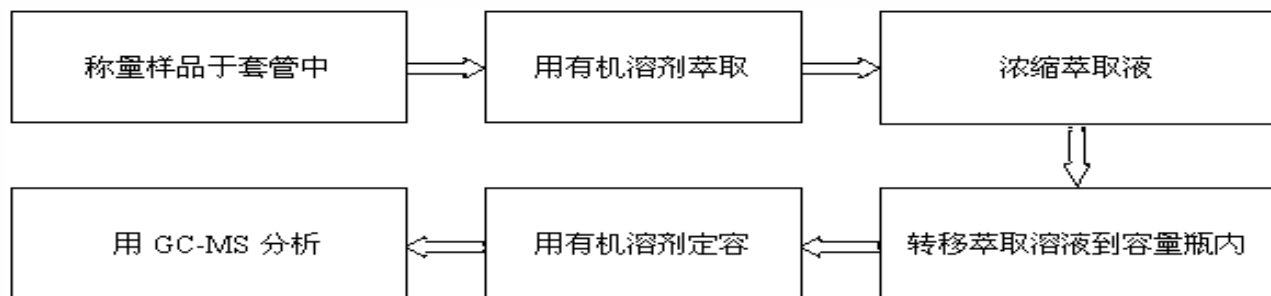 称量样品于套管中
用有机溶剂萃取
浓缩萃取液
转移萃取溶液到容量瓶内
用有机溶剂定容
用 GC-MS 分析